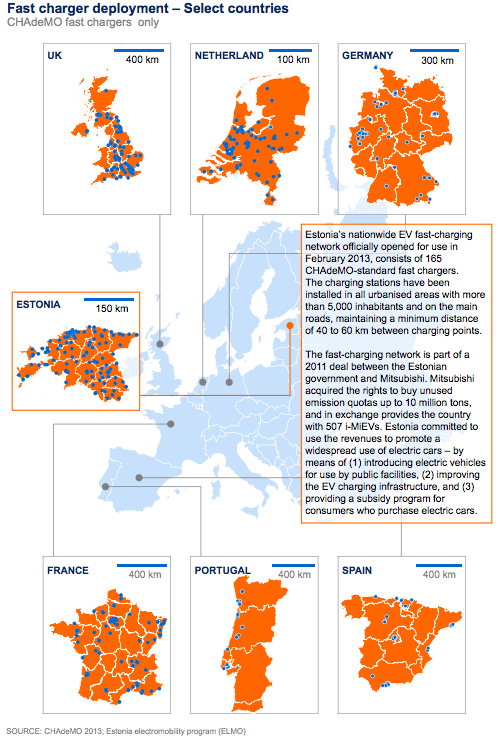 Fast charger deployment – Select countries
CHAdeMO fast chargers only
UK
400 km
NETHERLAND
100 km
GERMANY
300 km
Estonia's nationwide EV fast-charging
network officially opened for use in
February 2013, consists of 165
CHAdeMO-standard fast chargers.
The charging stations have been
installed in all urbanised areas with more
than 5,000 inhabitants and on the main
roads, maintaining a minimum distance
of 40 to 60 km between charging points.
The fast-charging network is part of a
2011 deal between the Estonian
government and Mitsubishi. Mitsubishi
acquired the rights to buy unused
emission quotas up to 10 million tons,
and in exchange provides the country
with 507 i-MiEVs. Estonia committed to
use the revenues to promote a
widespread use of electric cars – by
means of (1) introducing electric vehicles
for use by public facilities, (2) improving
the EV charging infrastructure, and (3)
providing a subsidy program for
consumers who purchase electric cars.
ESTONIA
150 km
FRANCE
400 km
PORTUGAL
400 km
SPAIN
400 km
SOURCE: CHAdeMO 2013; Estonia electromobility program (ELMO)